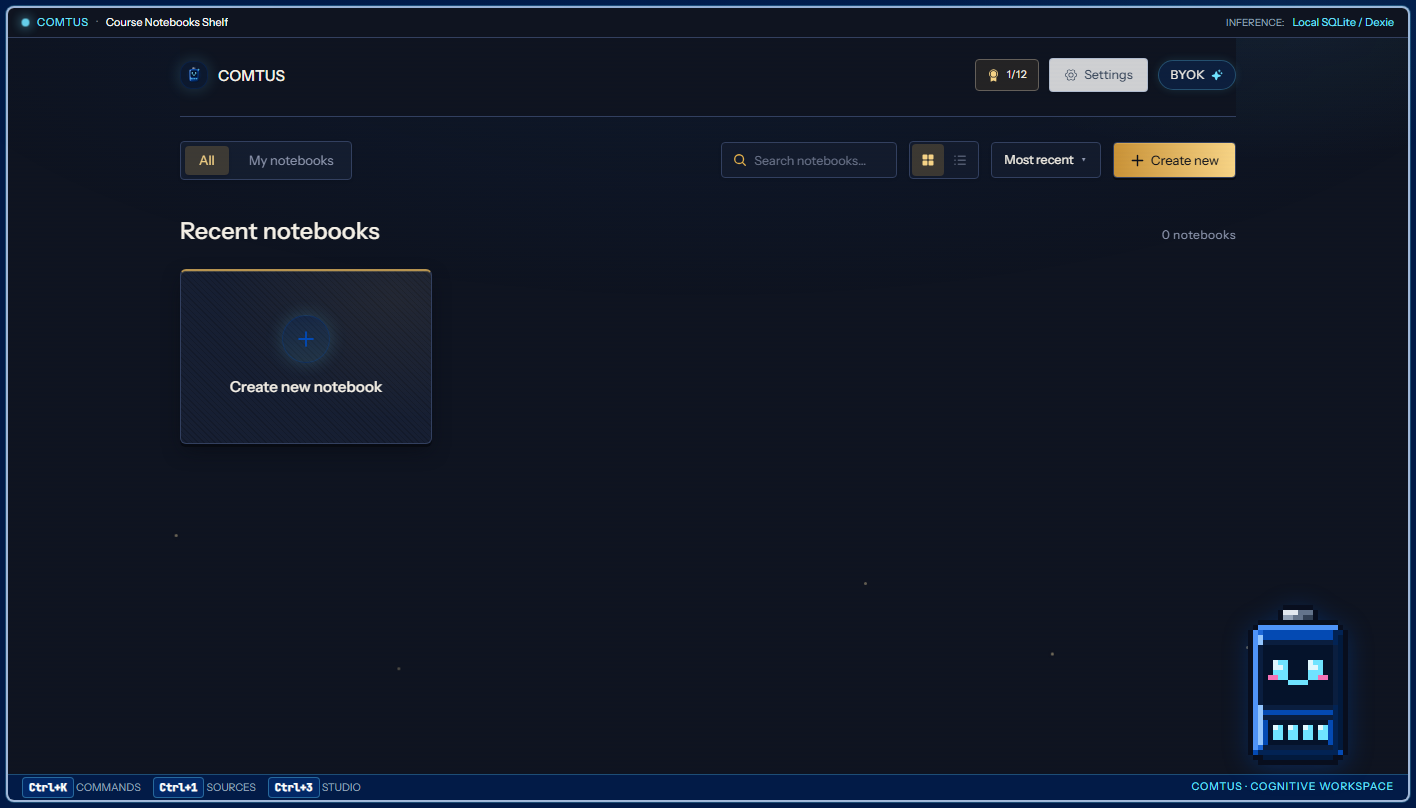 COMTUS · Course Notebooks Shelf
INFERENCE: Local SQLite / Dexie
COMTUS
1/12
Settings
BYOK
All
My notebooks
Search notebooks...
Most recent
+ Create new
Recent notebooks
0 notebooks
+
Create new notebook
Ctrl+K COMMANDS Ctrl+1 SOURCES Ctrl+3 STUDIO
COMTUS · COGNITIVE WORKSPACE